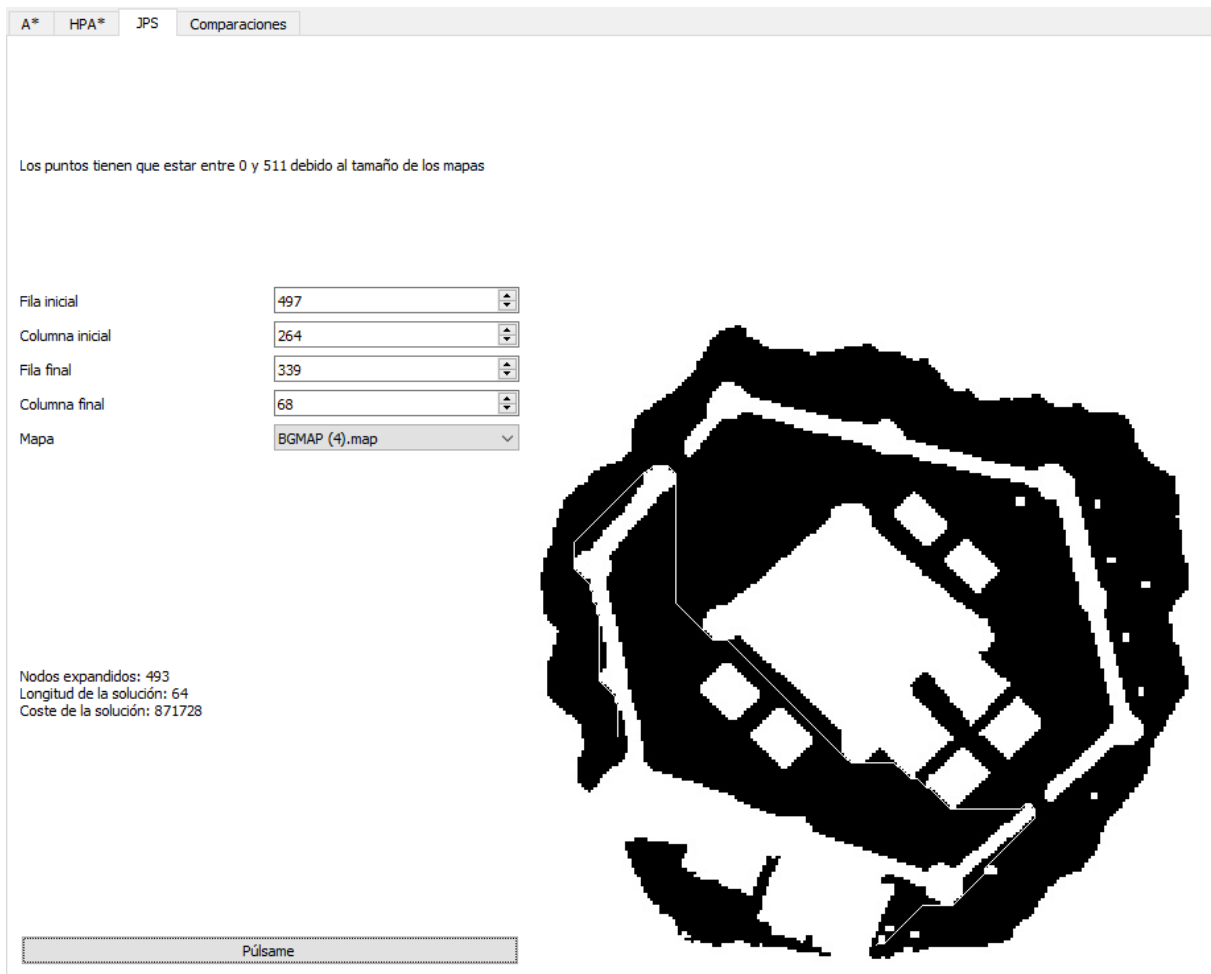 A* HPA* JPS Comparaciones
Los puntos tienen que estar entre 0 y 511 debido al tamaño de los mapas
Fila inicial 497
Columna inicial 264
Fila final 339
Columna final 68
Mapa BGMAP (4).map
Nodos expandidos: 493
Longitud de la solución: 64
Coste de la solución: 871728
Púlsame